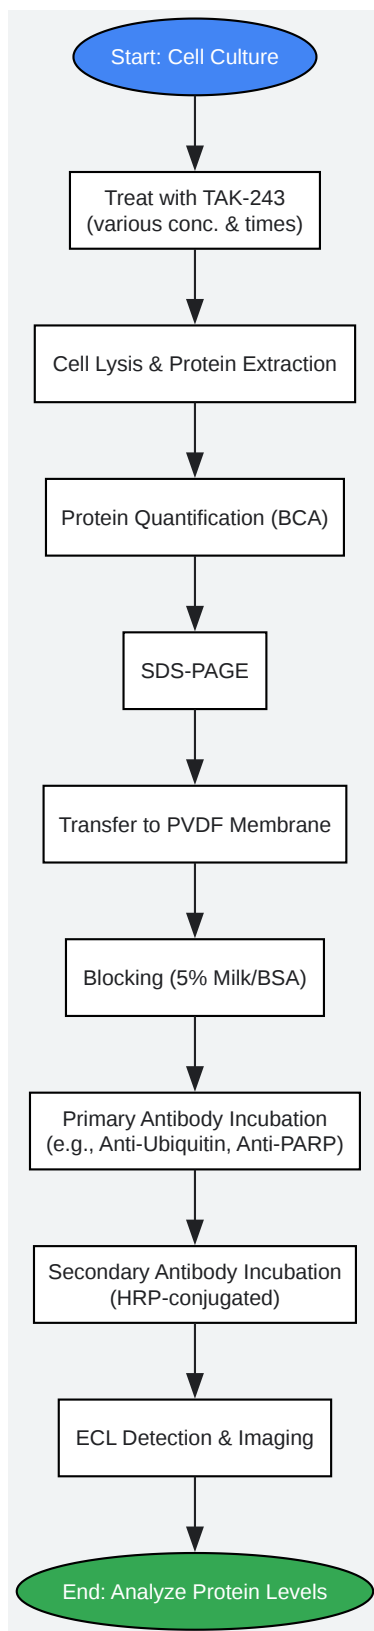 Start: Cell Culture
Treat with TAK-243
(various conc. & times)
Cell Lysis & Protein Extraction
Protein Quantification (BCA)
SDS-PAGE
Transfer to PVDF Membrane
Blocking (5% Milk/BSA)
Primary Antibody Incubation
(e.g., Anti-Ubiquitin, Anti-PARP)
Secondary Antibody Incubation
(HRP-conjugated)
ECL Detection & Imaging
End: Analyze Protein Levels